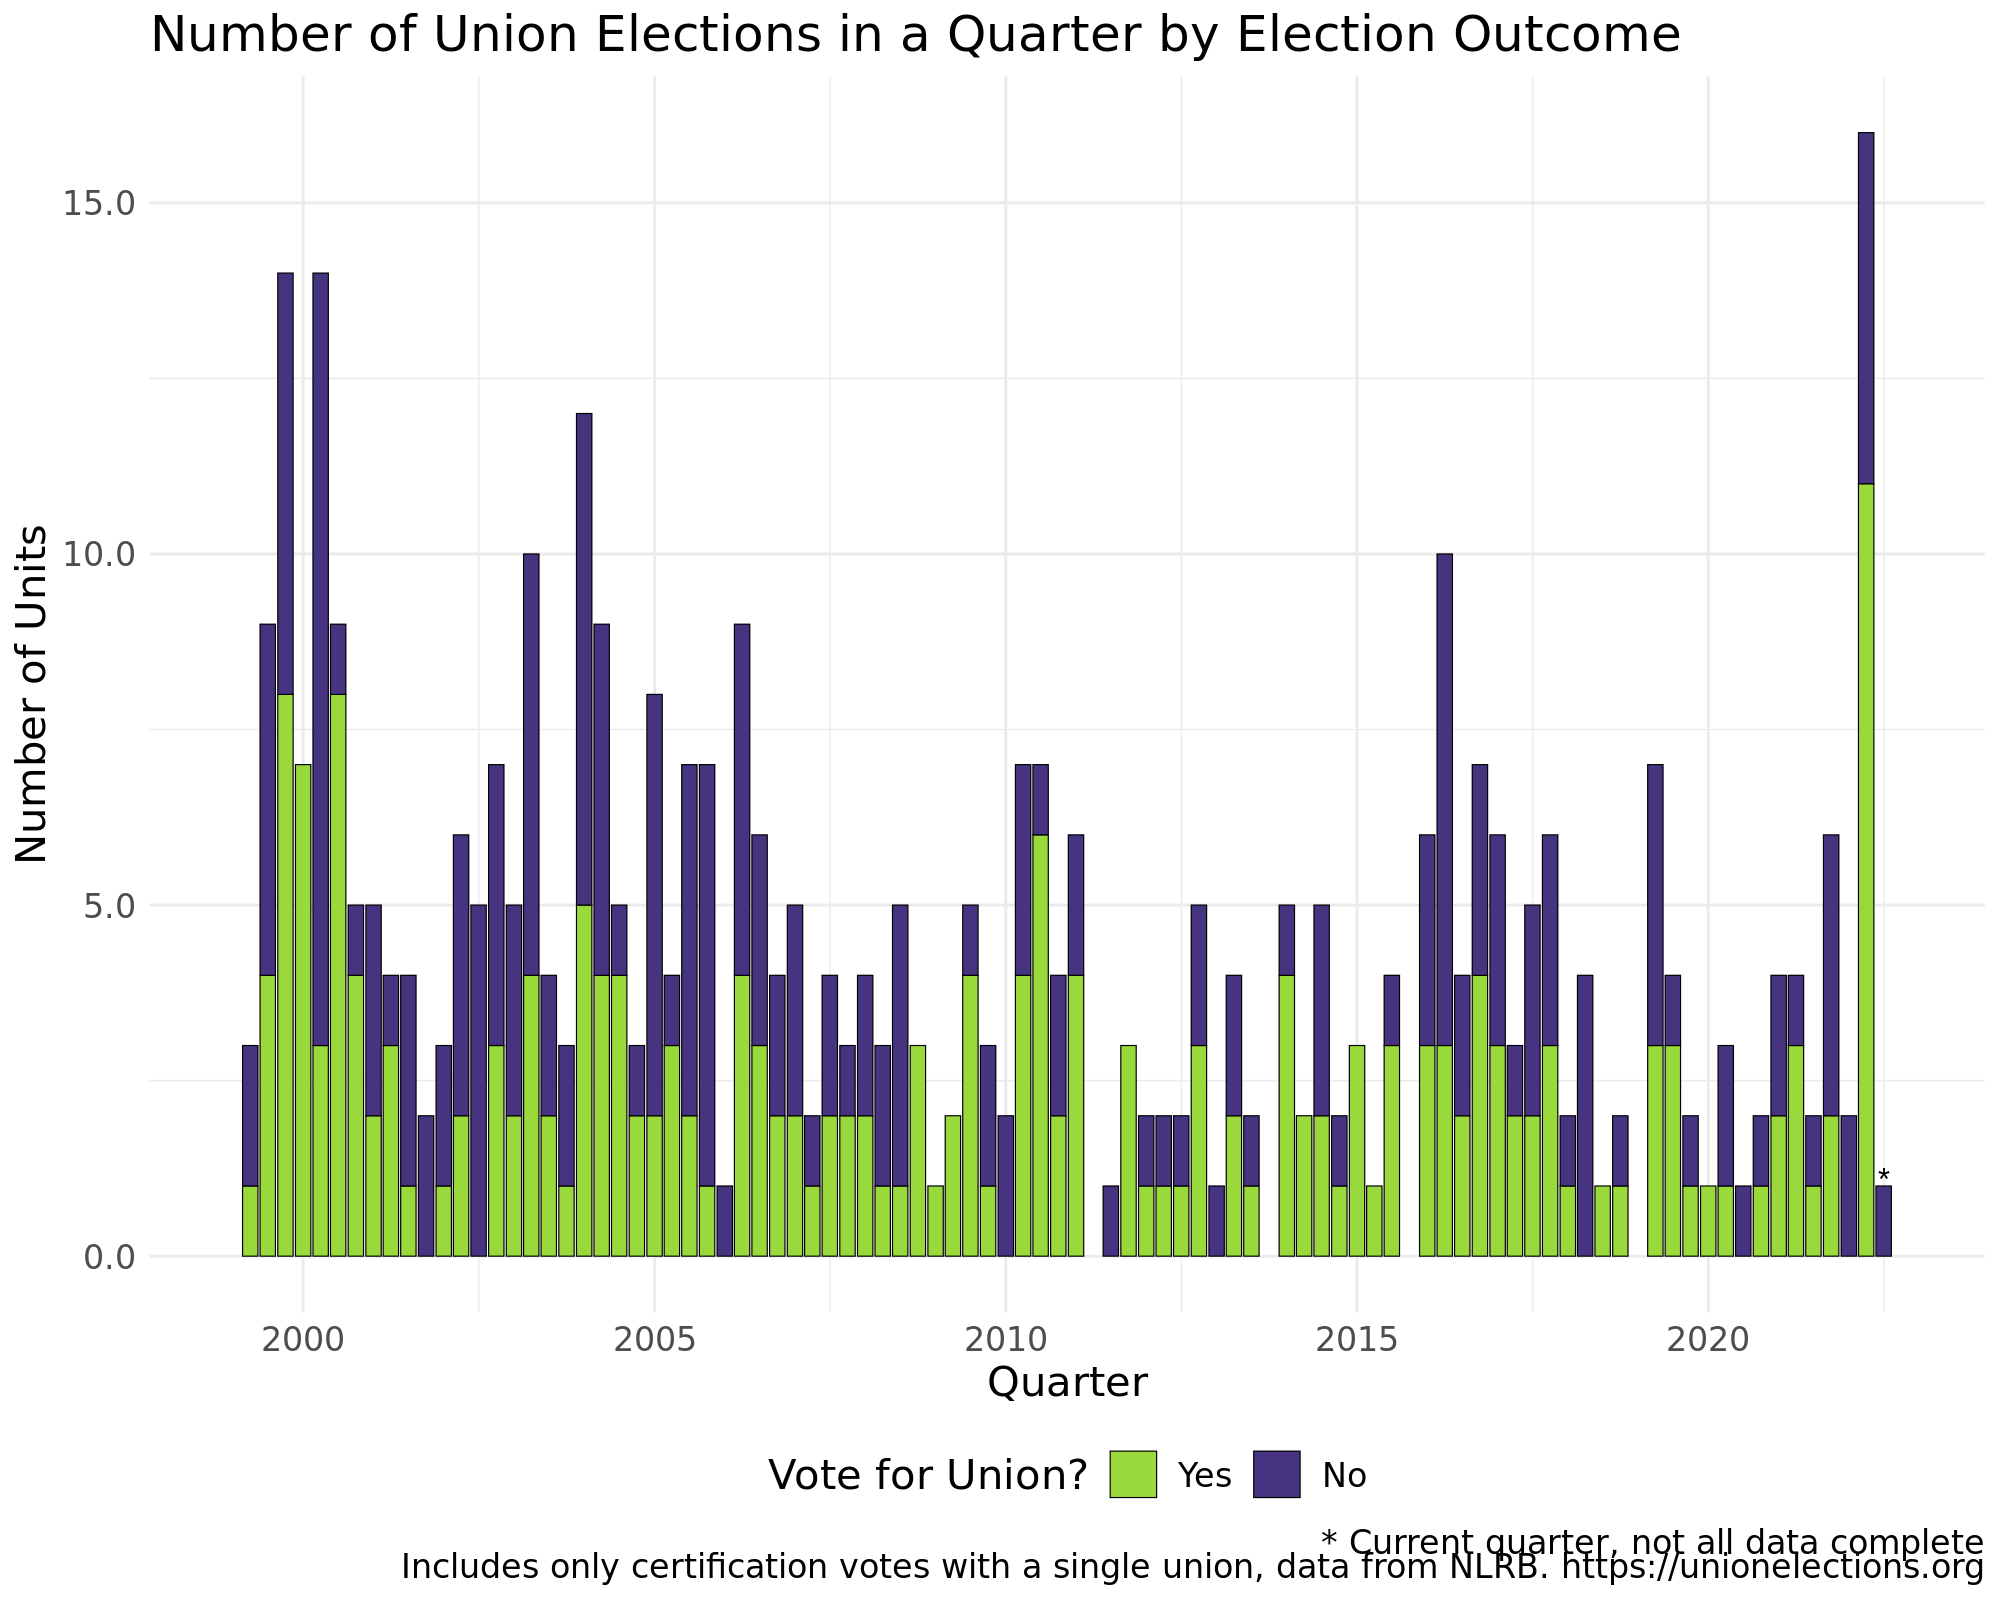 Number of Union Elections in a Quarter by Election Outcome
Number of Units
15.0
10.0
5.0
0.0
*
2000 2005 2010 2015 2020
Quarter
Vote for Union? Yes No
* Current quarter, not all data complete
Includes only certification votes with a single union, data from NLRB. https://unionelections.org